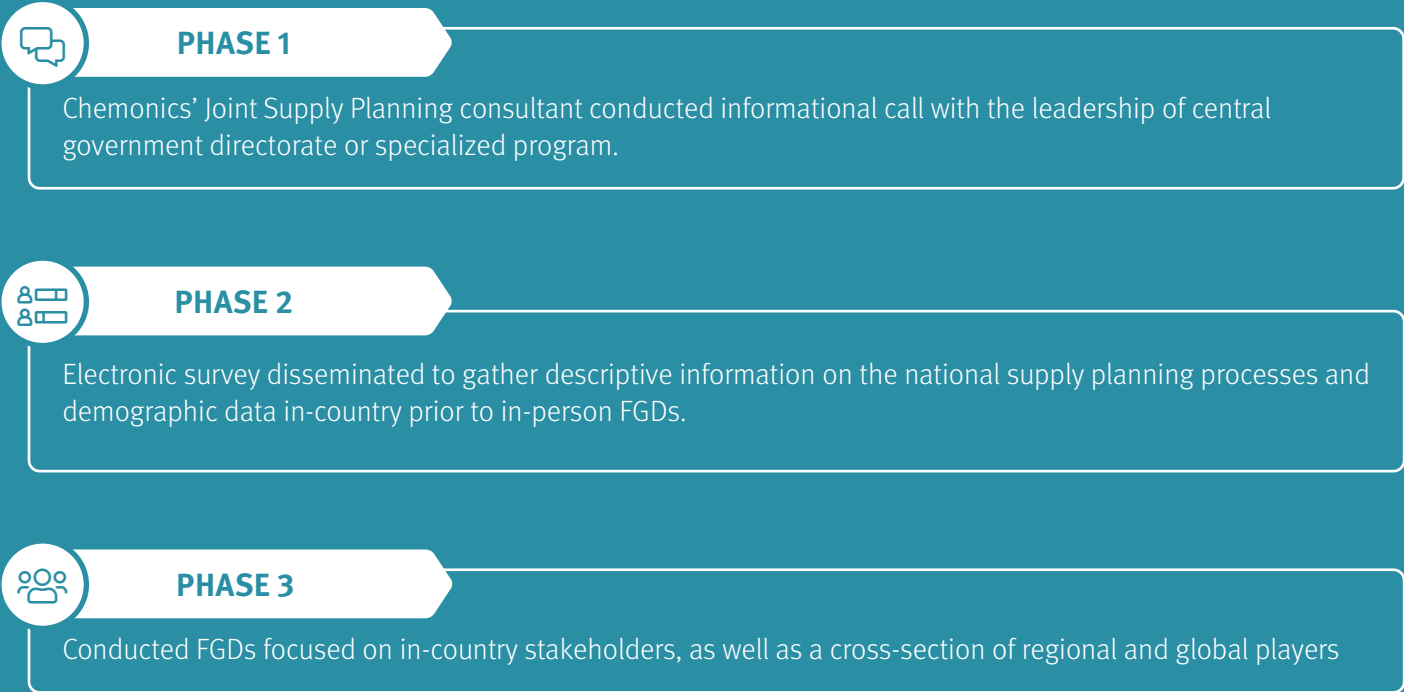 PHASE 1
Chemonics’ Joint Supply Planning consultant conducted informational call with the leadership of central
government directorate or specialized program.
PHASE 2
Electronic survey disseminated to gather descriptive information on the national supply planning processes and
demographic data in-country prior to in-person FGDs.
PHASE 3
Conducted FGDs focused on in-country stakeholders, as well as a cross-section of regional and global players